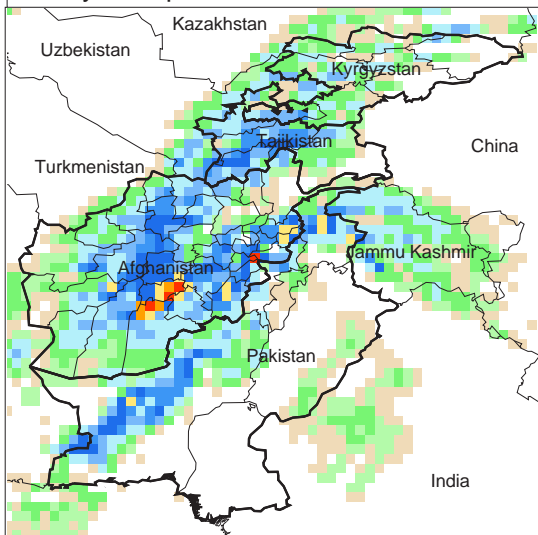 Kazakhstan
Uzbekistan
Kyrgyzstan
Tajikistan
China
Turkmenistan
Jammu Kashmir
Afghanistan
Pakistan
India